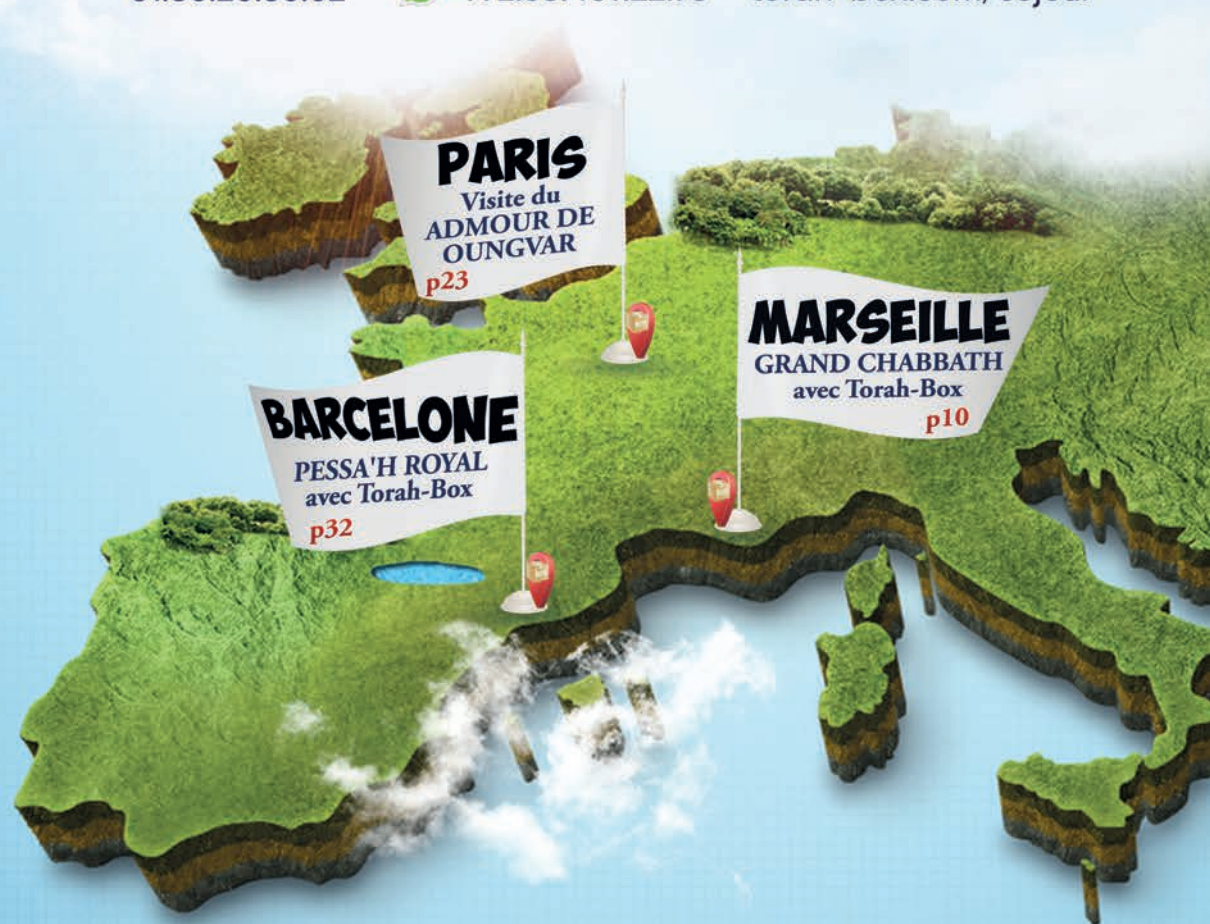 PARIS
Visite du
ADMOUR DE
OUNGVAR
p23
MARSEILLE
GRAND CHABBATH
avec Torah-Box
p10
BARCELONE
PESSA'H ROYAL
avec Torah-Box
p32